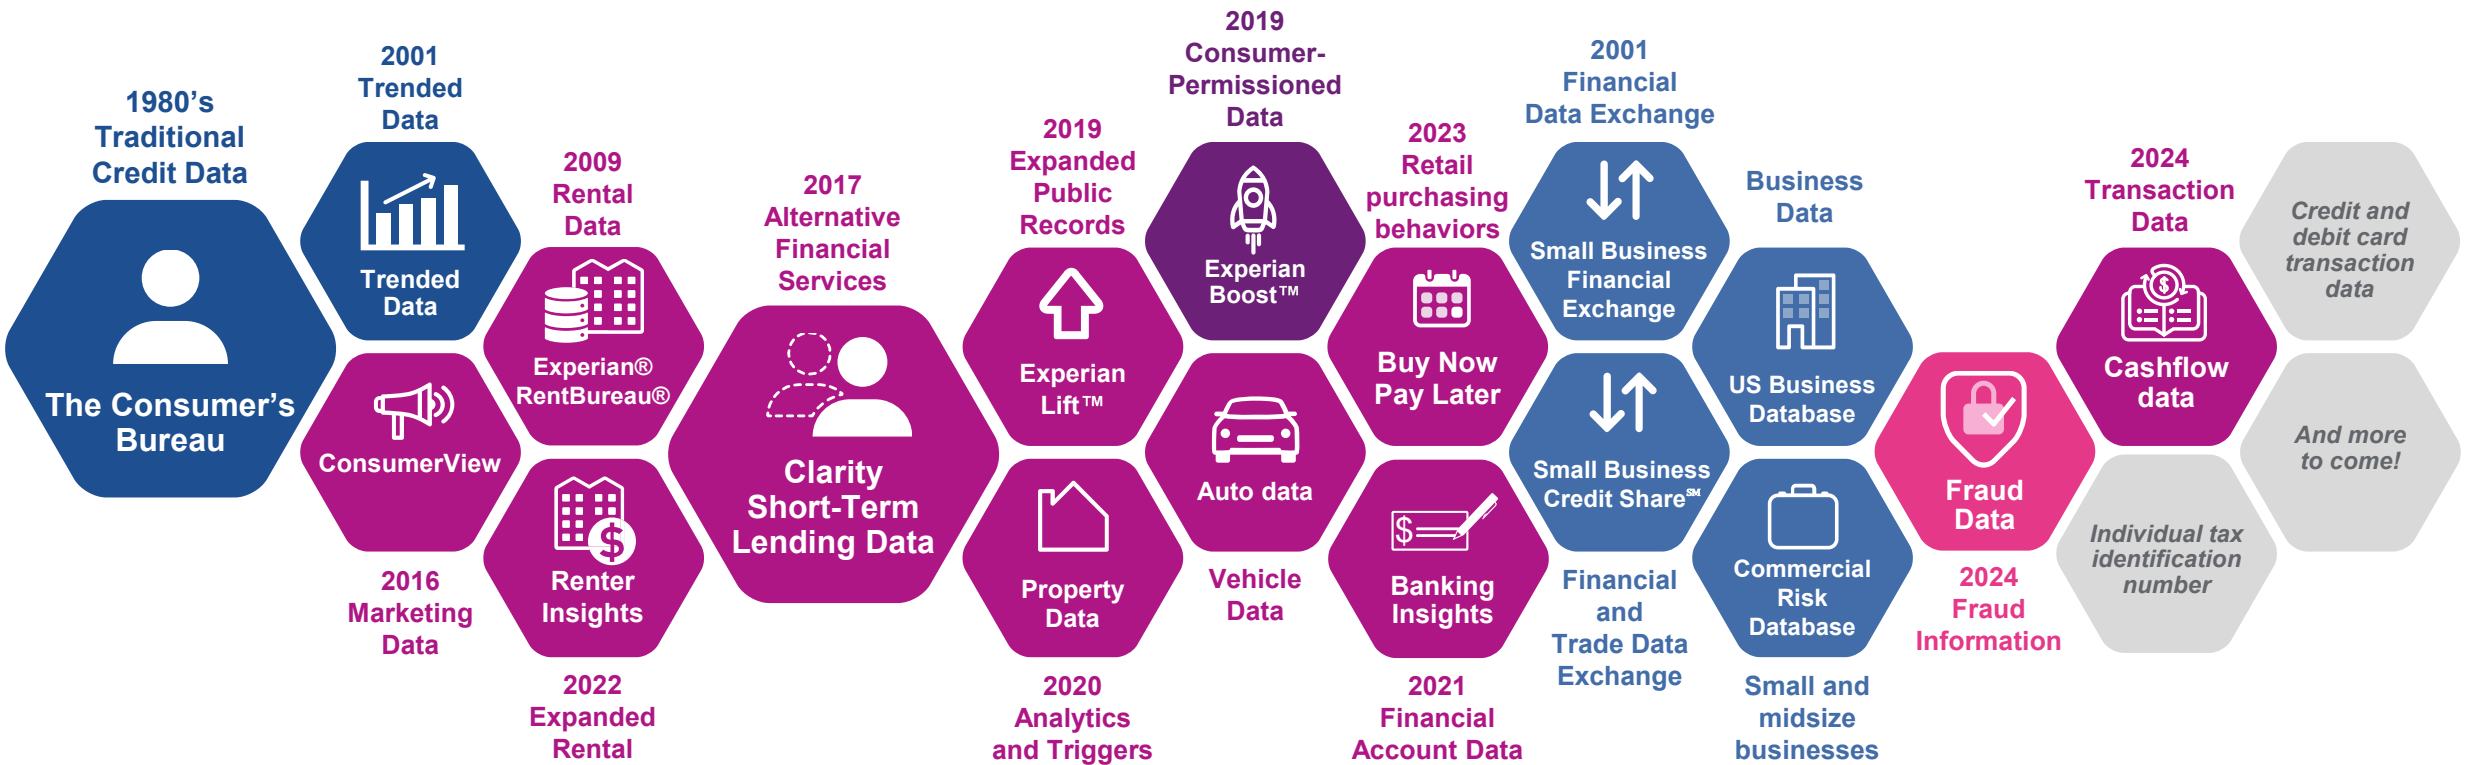 1980's
Traditional
Credit Data
The Consumer's
Bureau
2001
Trended
Data
Trended
Data
ConsumerView
2016
Marketing
Data
2009
Rental
Data
Experian®
RentBureau®
Renter
Insights
2022
Expanded
Rental
2017
Alternative
Financial
Services
Clarity
Short-Term
Lending Data
2019
Expanded
Public
Records
Experian
Lift™
Property
Data
2020
Analytics
and Triggers
2019
Consumer-
Permissioned
Data
Experian
Boost™
Auto data
Vehicle
Data
2023
Retail
purchasing
behaviors
Buy Now
Pay Later
$
Banking
Insights
2021
Financial
Account Data
2001
Financial
Data Exchange
Small Business
Financial
Exchange
Small Business
Credit Share℠
Financial
and
Trade Data
Exchange
Business
Data
US Business
Database
Commercial
Risk
Database
Small and
midsize
businesses
Fraud
Data
2024
Fraud
Information
2024
Transaction
Data
$
Cashflow
data
Individual tax
identification
number
Credit and
debit card
transaction
data
And more
to come!